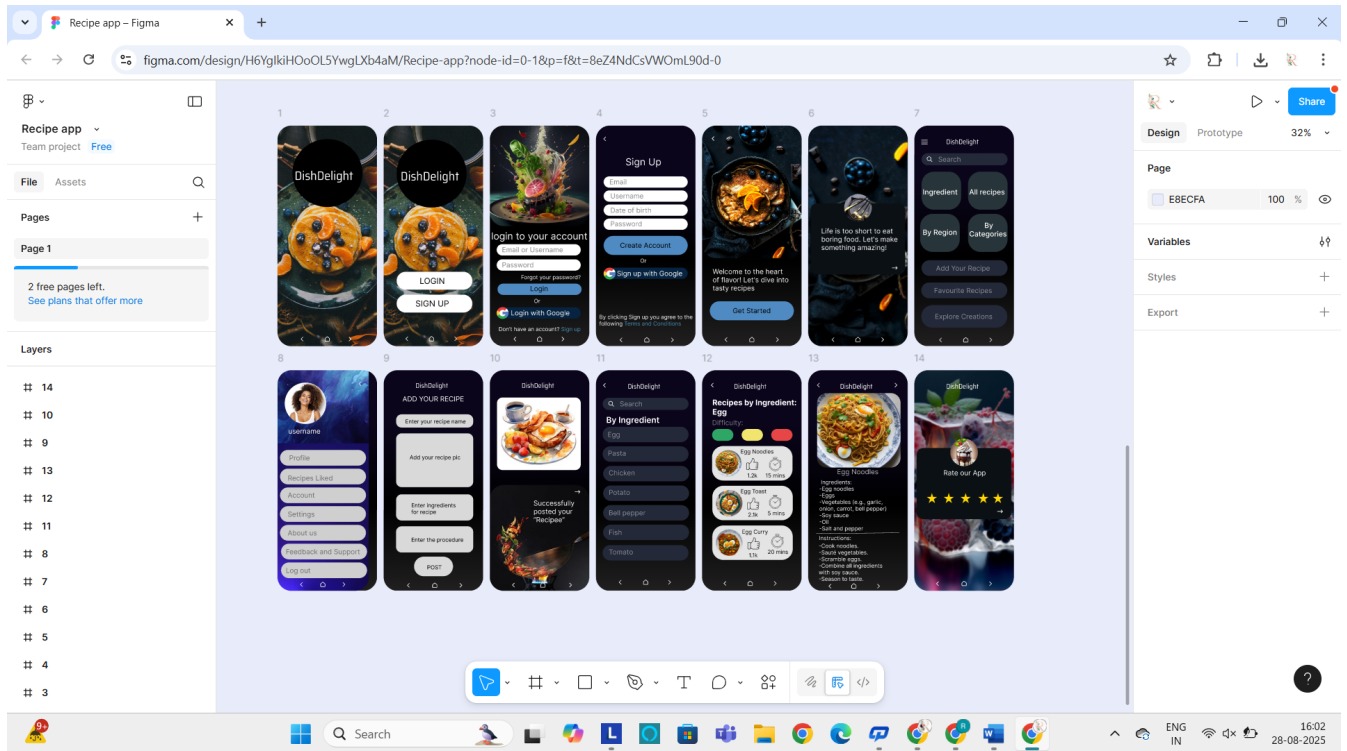 Recipe app – Figma
figma.com/design/H6YgIkiHOoOL5YwgLXb4aM/Recipe-app?node-id=0-1&p=f&t=8eZ4NdCsVWOmL90d-0
Recipe app
Team project Free
File Assets
Pages
Page 1
2 free pages left.
See plans that offer more
Layers
14
10
9
13
12
11
8
7
6
5
4
3
1
DishDelight
2
DishDelight
LOGIN
SIGN UP
3
login to your account
Email or Username
Password
Forgot your password?
Login
Or
Login with Google
Don't have an account? Sign up
4
Sign Up
Email
Username
Date of birth
Password
Create Account
Or
Sign up with Google
By clicking Sign up you agree to the
following Terms and Conditions
5
Welcome to the heart
of flavor! Let's dive into
tasty recipes
Get Started
6
Life is too short to eat
boring food. Let's make
something amazing!
7
DishDelight
Search
Ingredient
All recipes
By Region
By
Categories
Add Your Recipe
Favourite Recipes
Explore Creations
8
username
Profile
Recipes Liked
Account
Settings
About us
Feedback and Support
Log out
9
DishDelight
ADD YOUR RECIPE
Enter your recipe name
Add your recipe pic
Enter ingredients
for recipe
Enter the procedure
POST
10
DishDelight
Successfully
posted your
"Recipee"
11
DishDelight
Search
By Ingredient
Egg
Pasta
Chicken
Potato
Bell pepper
Fish
Tomato
12
DishDelight
Recipes by Ingredient:
Egg
Difficulty:
Egg Noodles
1.2k 15 mins
Egg Toast
2.1k 5 mins
Egg Curry
1.1k 20 mins
13
DishDelight
Egg Noodles
Ingredients:
-Egg noodles
-Eggs
-Vegetables (e.g., garlic,
onion, carrot, bell pepper)
-Soy sauce
-Oil
-Salt and pepper
Instructions:
-Cook noodles.
-Sauté vegetables.
-Scramble eggs.
-Combine all ingredients
with soy sauce.
-Season to taste.
14
DishDelight
Rate our App
Share
Design Prototype 32%
Page
E8ECFA 100 %
Variables
Styles
Export
?
9+
Search
L
ENG
IN
16:02
28-08-2025